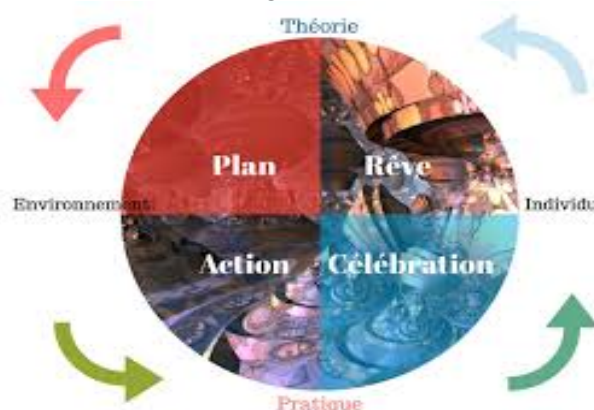 Théorie
Plan
Rêve
Environnement
Individu
Action
Célébration
Pratique